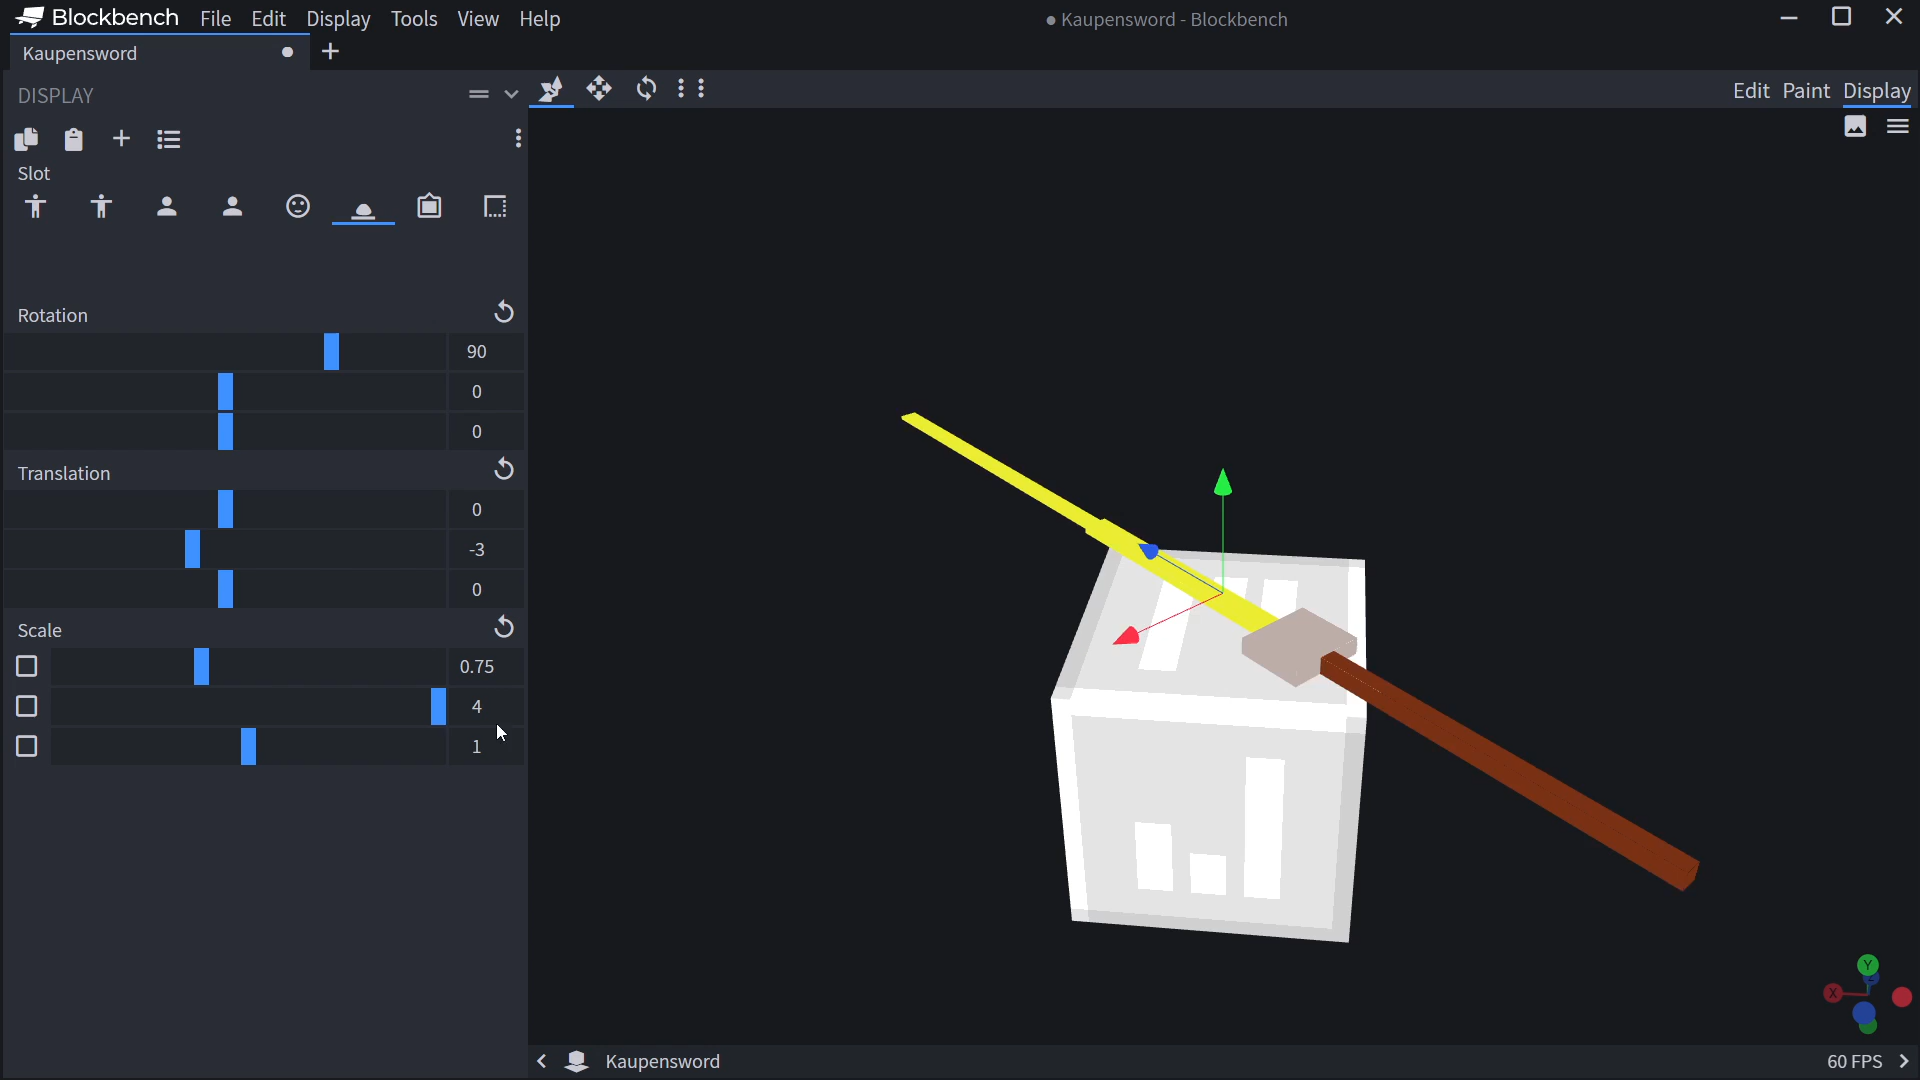 Blockbench File Edit Display Tools View Help
● Kaupensword - Blockbench
Kaupensword
DISPLAY
Edit Paint Display
Slot
Rotation
90
0
0
Translation
0
-3
0
Scale
0.75
4
1
Y
X
Kaupensword
60 FPS